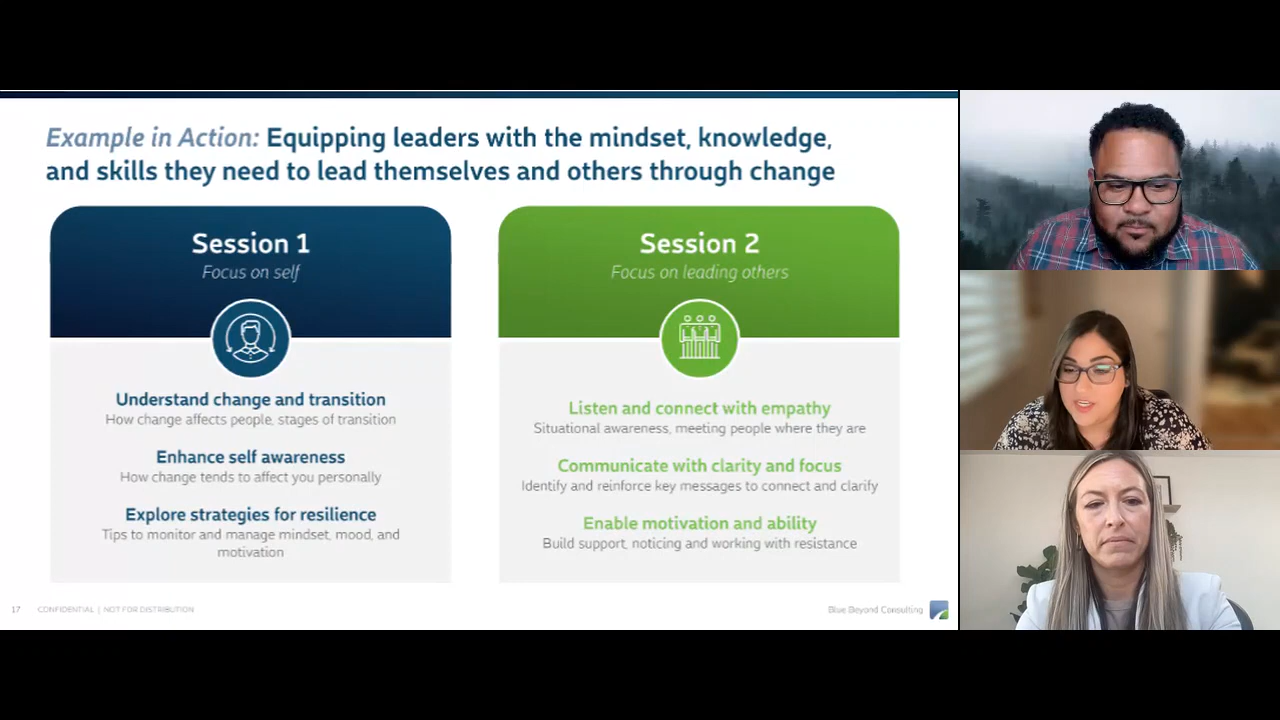 Example in Action: Equipping leaders with the mindset, knowledge,
and skills they need to lead themselves and others through change
Session 1
Focus on self
Understand change and transition
How change affects people, stages of transition
Enhance self awareness
How change tends to affect you personally
Explore strategies for resilience
Tips to monitor and manage mindset, mood, and
motivation
Session 2
Focus on leading others
Listen and connect with empathy
Situational awareness, meeting people where they are
Communicate with clarity and focus
Identify and reinforce key messages to connect and clarify
Enable motivation and ability
Build support, noticing and working with resistance
17 CONFIDENTIAL | NOT FOR DISTRIBUTION
Blue Beyond Consulting